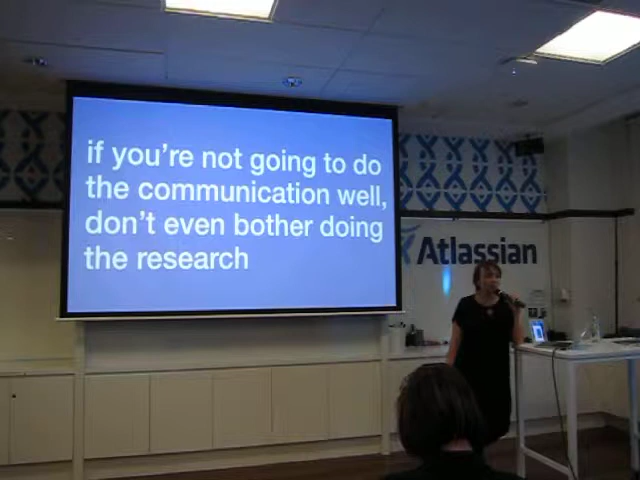 if you're not going to do
the communication well,
don't even bother doing
the research
Atlassian